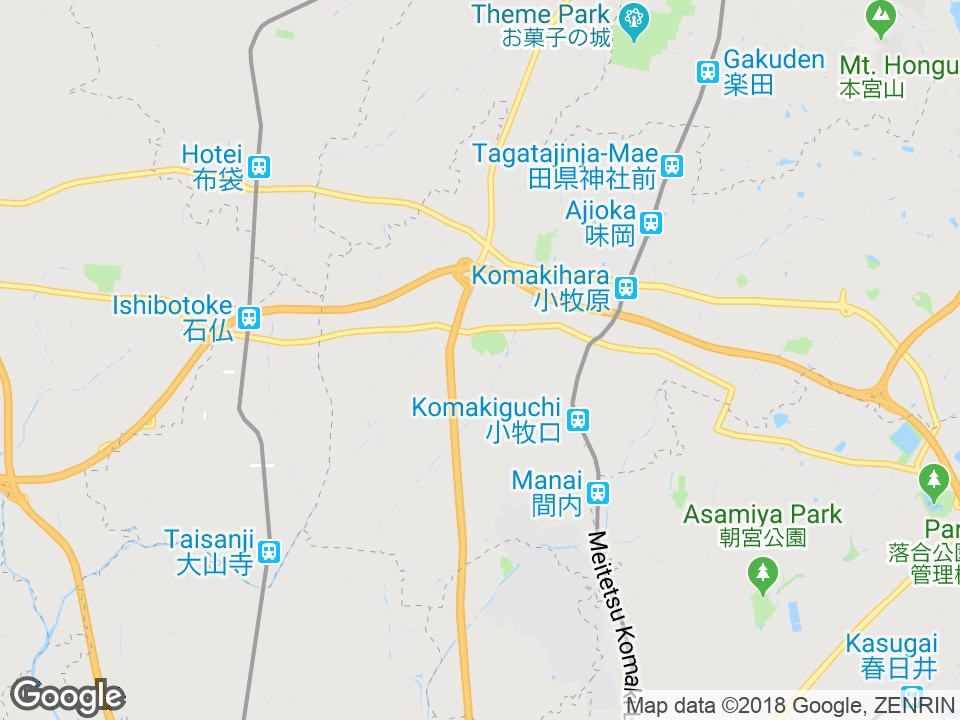 Theme Park
お菓子の城
Gakuden
楽田
Mt. Hongu
本宮山
Hotei
布袋
Tagatajinja-Mae
田県神社前
Ajioka
味岡
Komakihara
小牧原
Ishibotoke
石仏
Komakiguchi
小牧口
Manai
間内
Asamiya Park
朝宮公園
Par
落合公園
管理棟
Taisanji
大山寺
Meitetsu Komak
Kasugai
春日井
Google
Map data ©2018 Google, ZENRIN